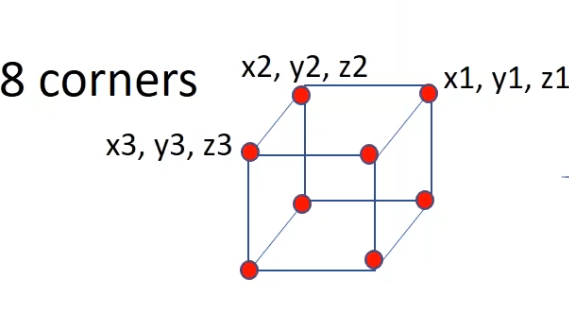 8 corners
x2, y2, z2
x1, y1, z1
x3, y3, z3